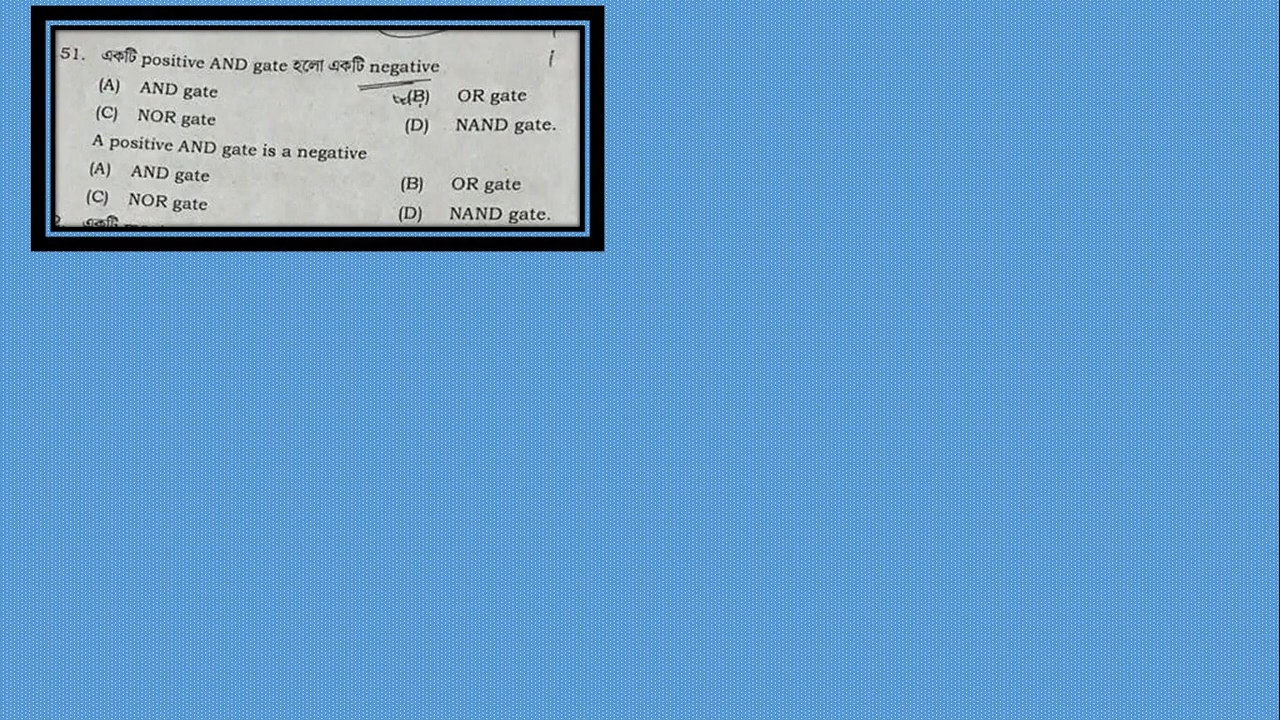 51. একটি positive AND gate হলো একটি negative
(A) AND gate (B) OR gate
(C) NOR gate (D) NAND gate.
A positive AND gate is a negative
(A) AND gate (B) OR gate
(C) NOR gate (D) NAND gate.
একটি